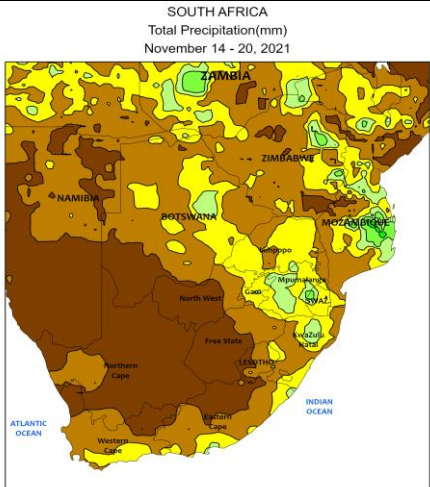 SOUTH AFRICA
Total Precipitation(mm)
November 14 - 20, 2021
ZAMBIA
ZIMBABWE
NAMIBIA
BOTSWANA
MOZAMBIQUE
Limpopo
Mpumalanga
Gaut
SWAZ.
North West
KwaZulu
Natal
Free State
LESOTHO
Northern
Cape
INDIAN
OCEAN
Eastern
Cape
ATLANTIC
OCEAN
Western
Cape